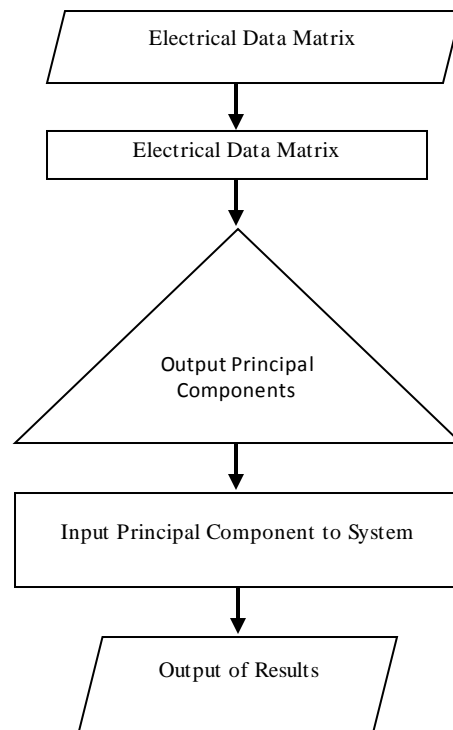 Electrical Data Matrix
Electrical Data Matrix
Output Principal
Components
Input Principal Component to System
Output of Results